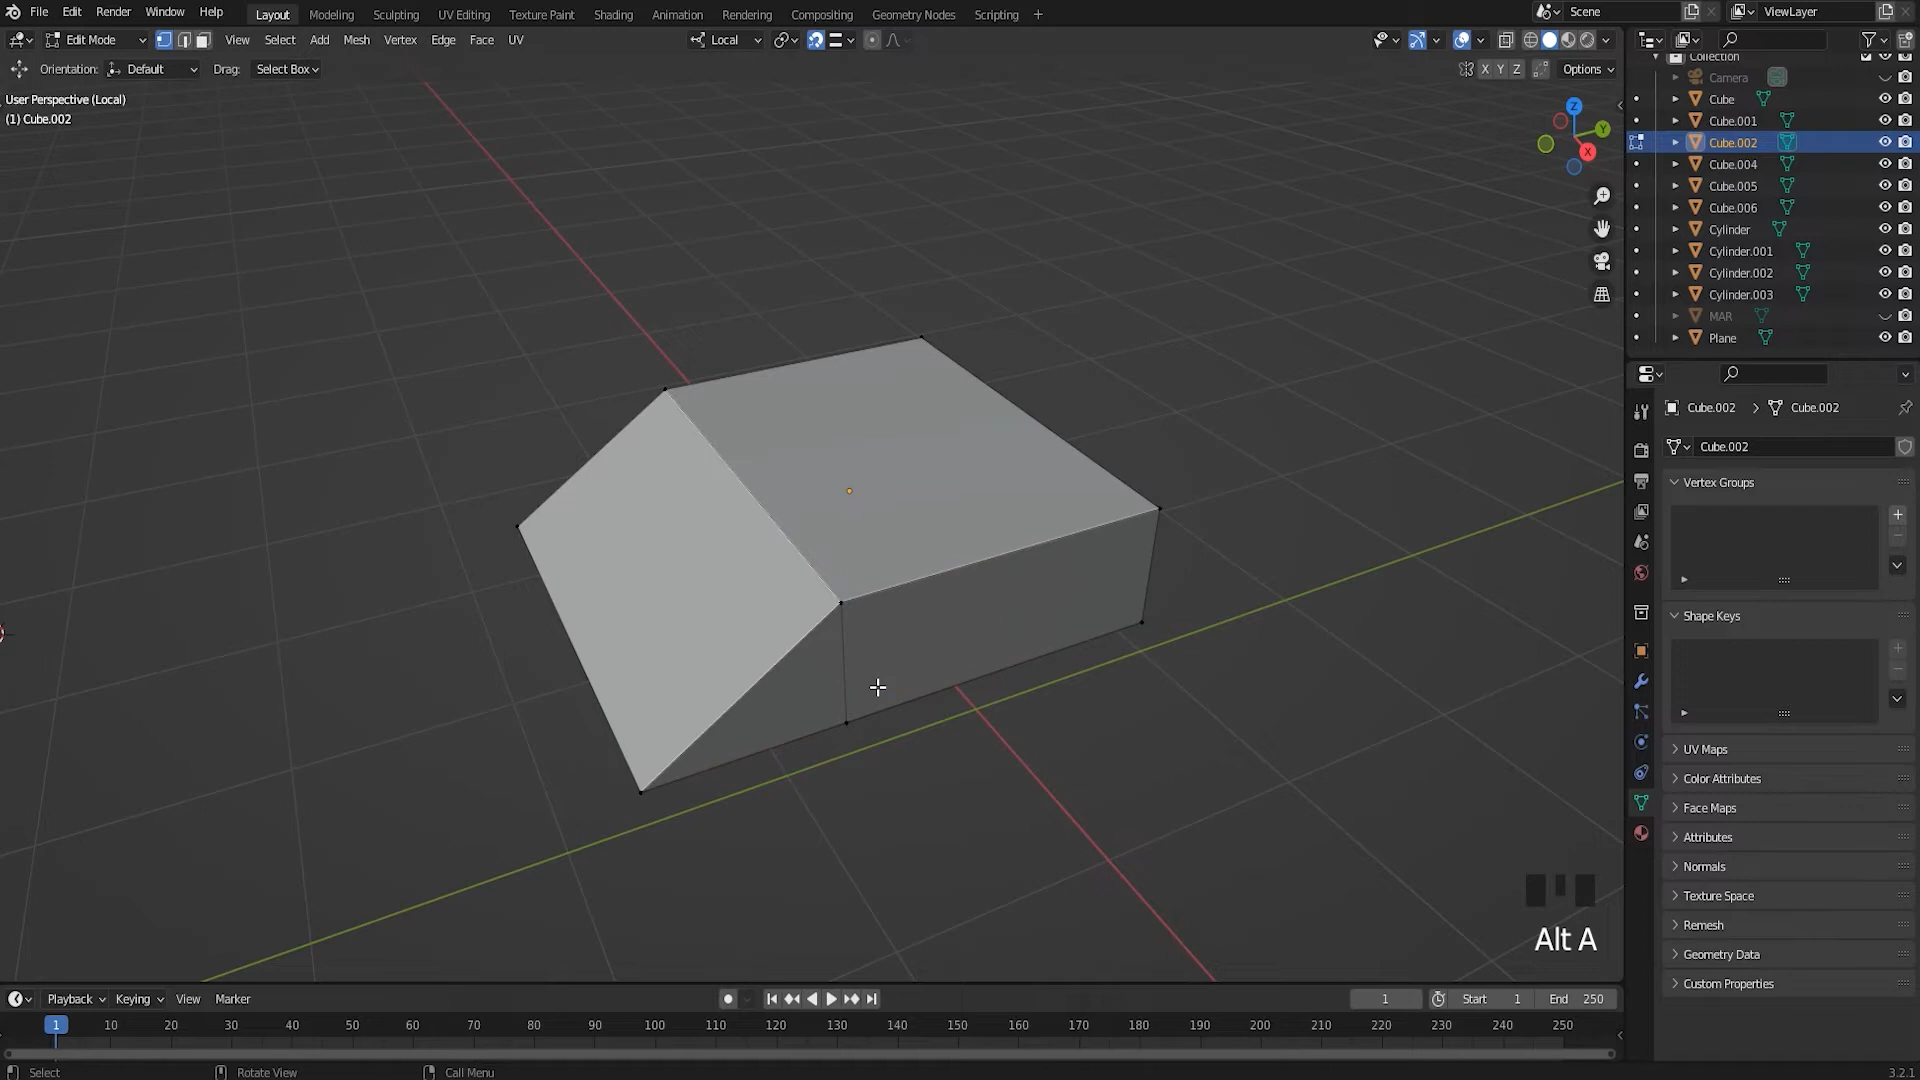 File Edit Render Window Help Layout Modeling Sculpting UV Editing Texture Paint Shading Animation Rendering Compositing Geometry Nodes Scripting + Scene ViewLayer
Edit Mode View Select Add Mesh Vertex Edge Face UV Local
Orientation: Default Drag: Select Box X Y Z Options
User Perspective (Local)
(1) Cube.002
Z
Y
X
Collection
Camera
Cube
Cube.001
Cube.002
Cube.004
Cube.005
Cube.006
Cylinder
Cylinder.001
Cylinder.002
Cylinder.003
MAR
Plane
Cube.002 > Cube.002
Cube.002
Vertex Groups
Shape Keys
UV Maps
Color Attributes
Face Maps
Attributes
Normals
Texture Space
Remesh
Geometry Data
Custom Properties
Alt A
Playback Keying View Marker 1 Start 1 End 250
1 10 20 30 40 50 60 70 80 90 100 110 120 130 140 150 160 170 180 190 200 210 220 230 240 250
Select Rotate View Call Menu 3.2.1